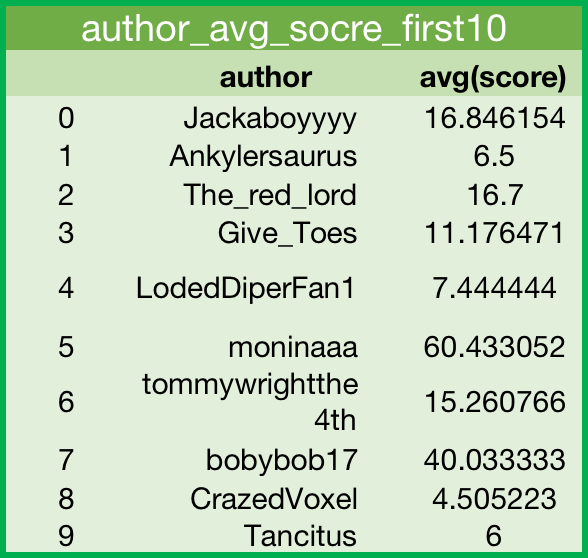 author_avg_socre_first10
author avg(score)
0 Jackaboyyyy 16.846154
1 Ankylersaurus 6.5
2 The_red_lord 16.7
3 Give_Toes 11.176471
4 LodedDiperFan1 7.444444
5 moninaaa 60.433052
6 tommywrightthe 15.260766
4th
7 bobybob17 40.033333
8 CrazedVoxel 4.505223
9 Tancitus 6